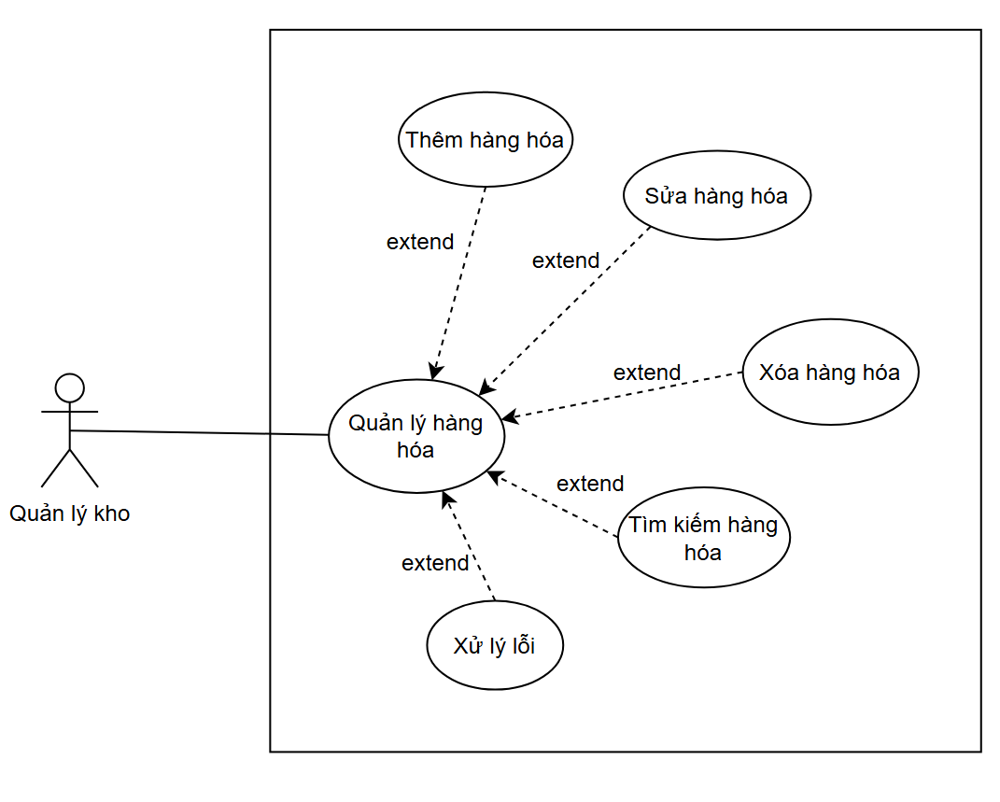 Thêm hàng hóa
Sửa hàng hóa
extend
extend
extend
Xóa hàng hóa
Quản lý hàng
hóa
extend
Quản lý kho
Tìm kiếm hàng
hóa
extend
Xử lý lỗi